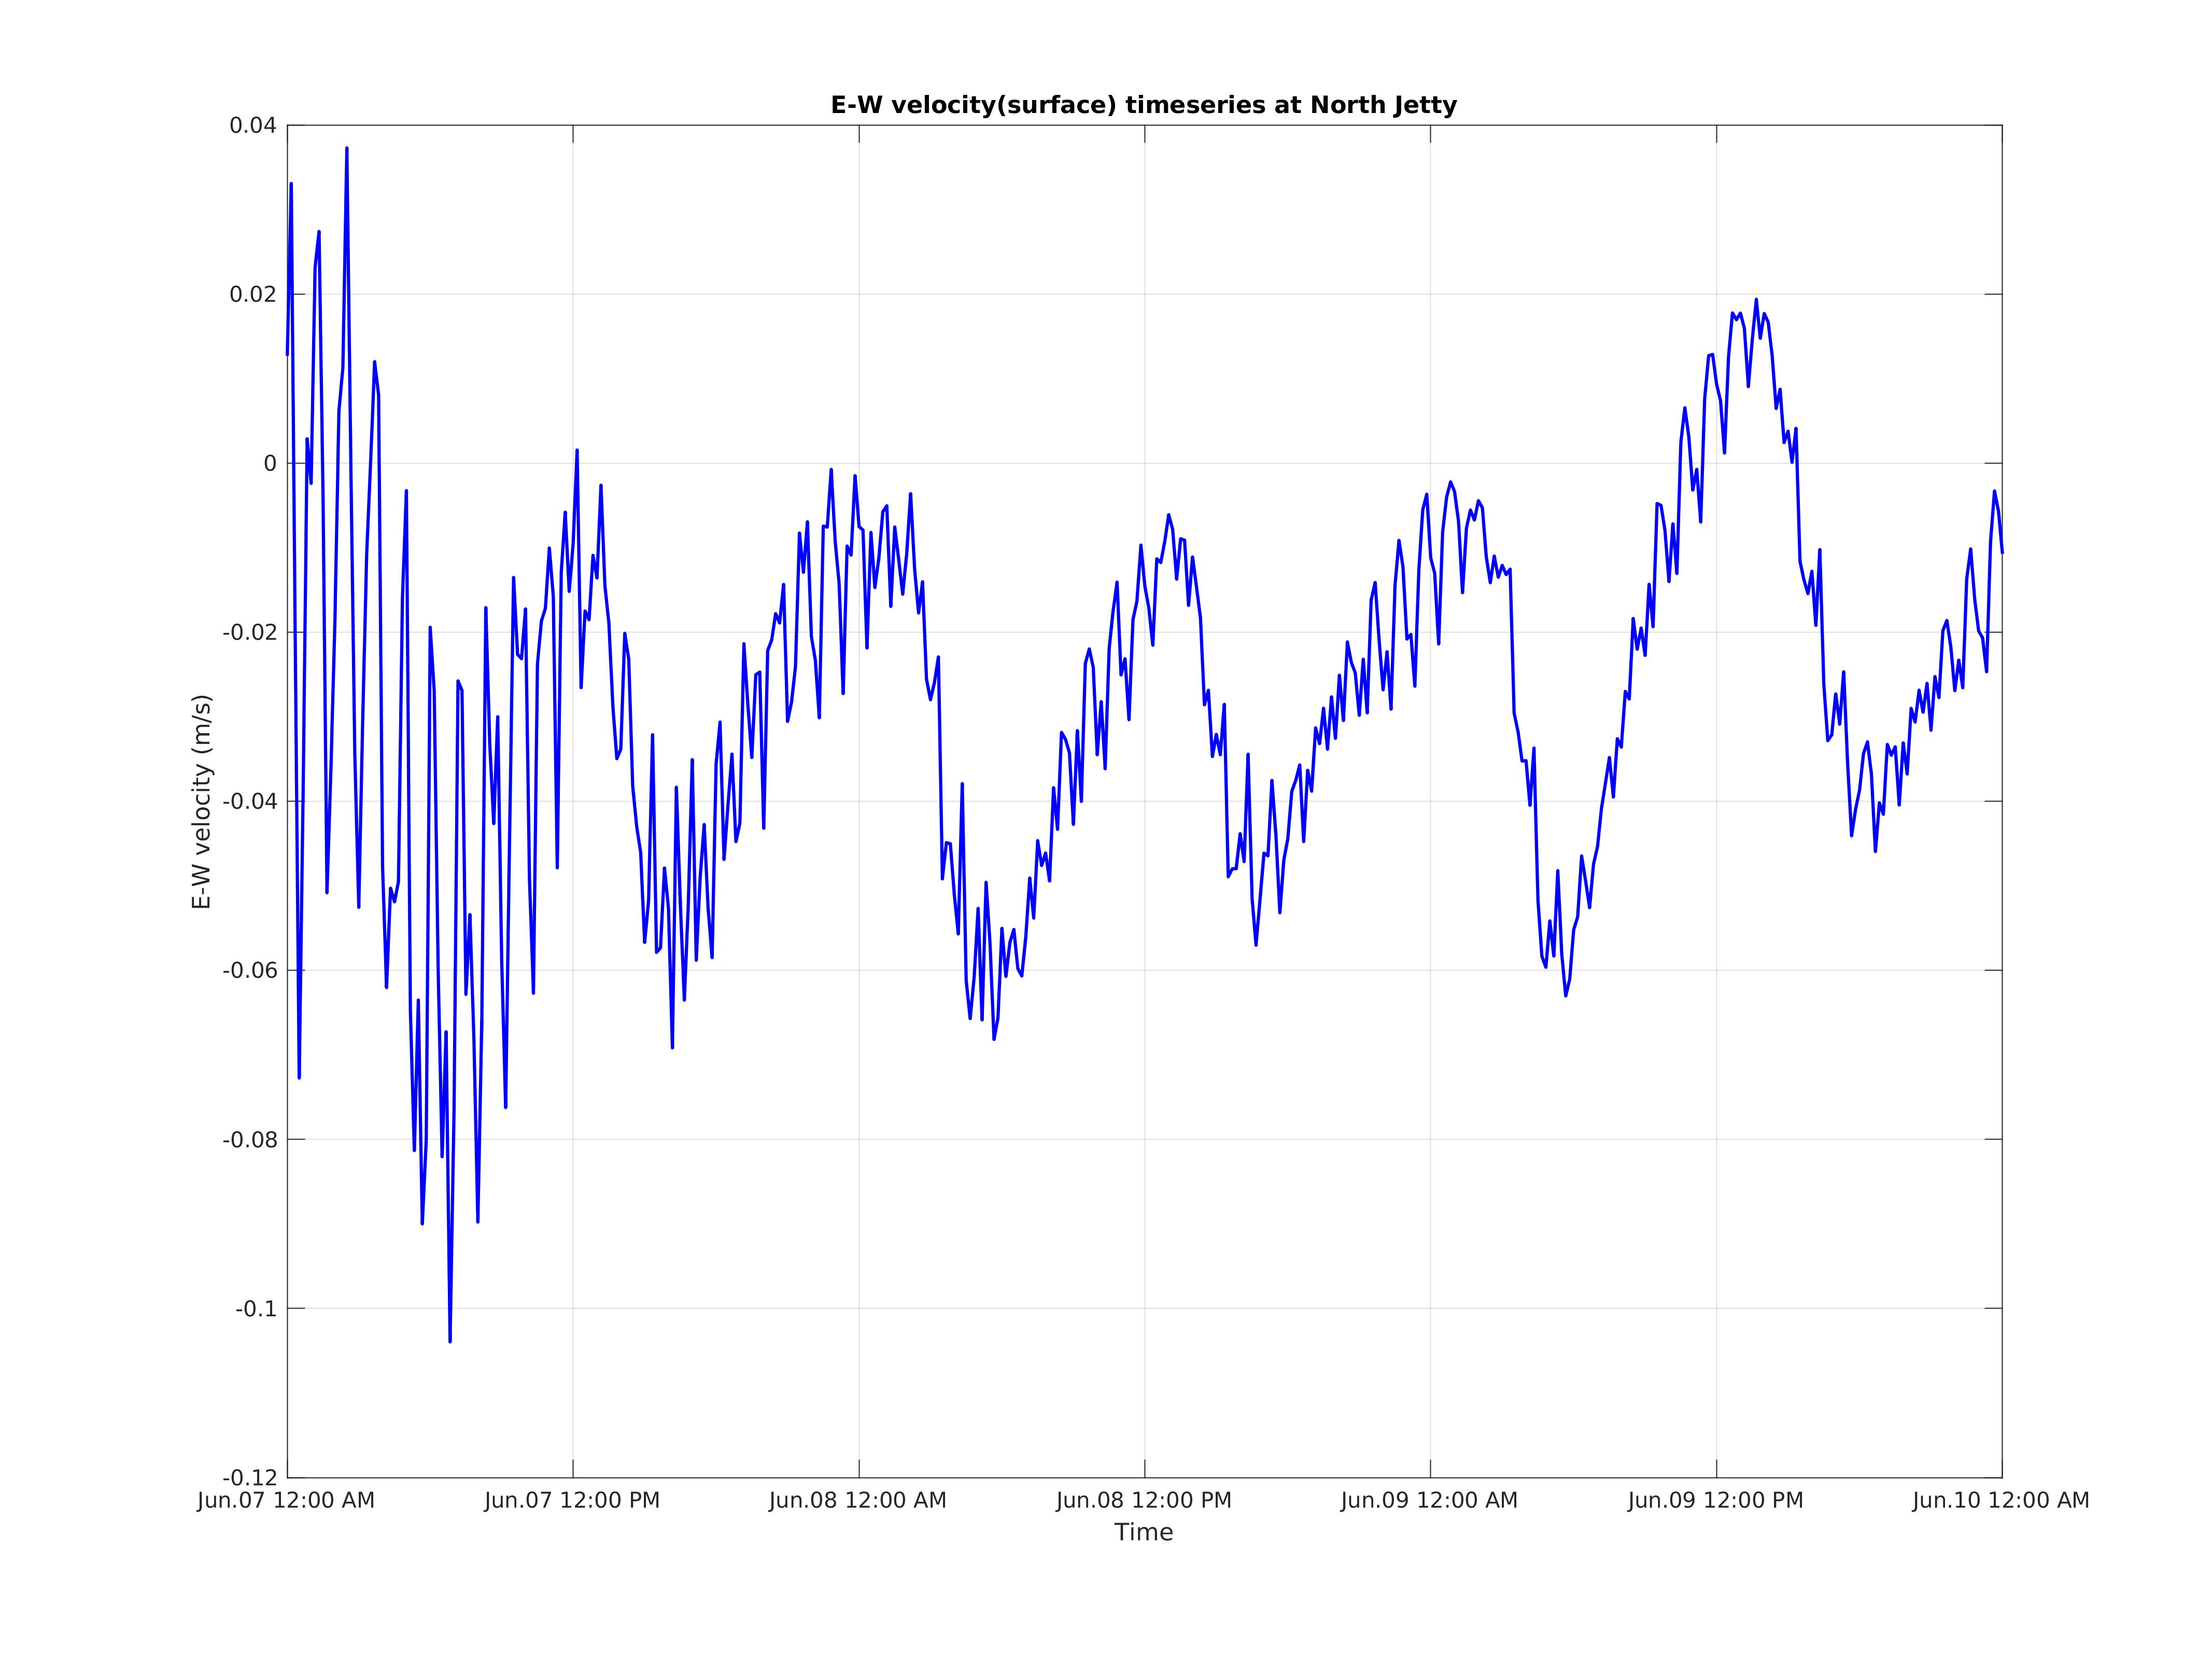 E-W velocity(surface) timeseries at North Jetty
0.04
0.02
0
-0.02
-0.04
-0.06
-0.08
-0.1
-0.12
E-W velocity (m/s)
Jun.07 12:00 AM Jun.07 12:00 PM Jun.08 12:00 AM Jun.08 12:00 PM Jun.09 12:00 AM Jun.09 12:00 PM Jun.10 12:00 AM
Time